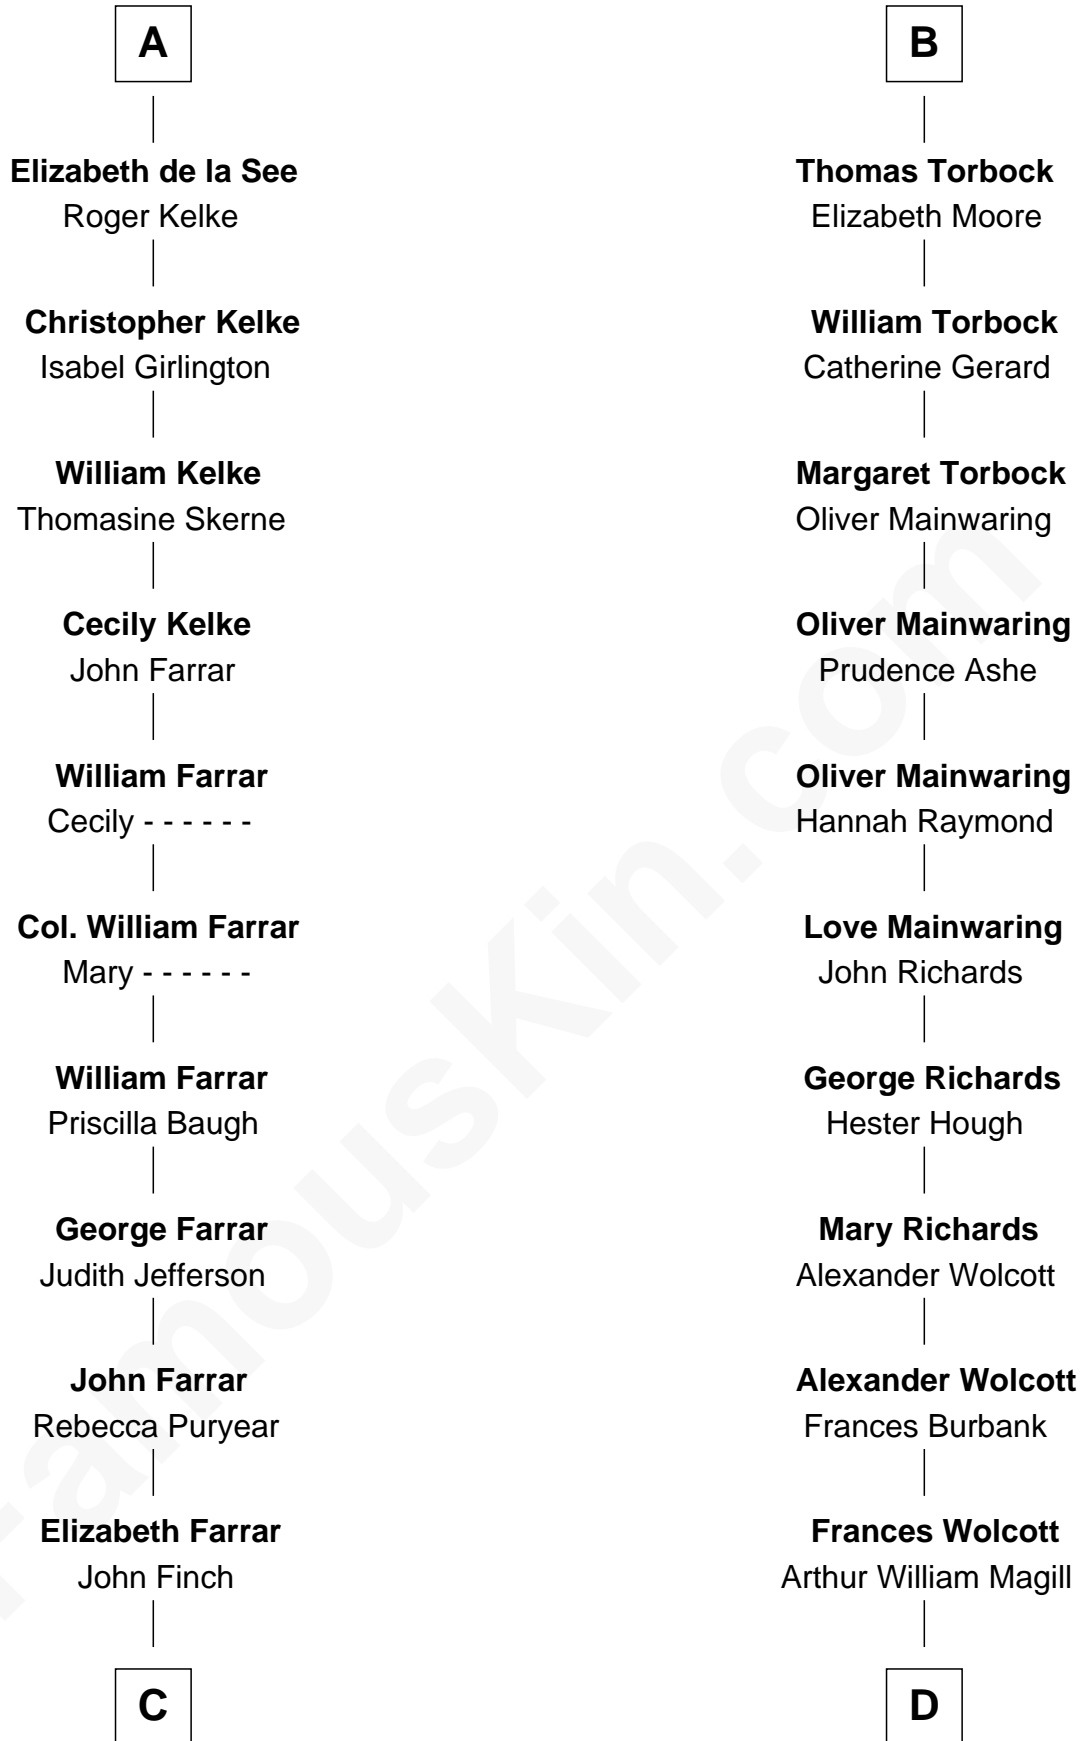 A
Elizabeth de la See
Roger Kelke
Christopher Kelke
Isabel Girlington
William Kelke
Thomasine Skerne
Cecily Kelke
John Farrar
William Farrar
Cecily - - - - - -
Col. William Farrar
Mary - - - - - -
William Farrar
Priscilla Baugh
George Farrar
Judith Jefferson
John Farrar
Rebecca Puryear
Elizabeth Farrar
John Finch
C
B
Thomas Torbock
Elizabeth Moore
William Torbock
Catherine Gerard
Margaret Torbock
Oliver Mainwaring
Oliver Mainwaring
Prudence Ashe
Oliver Mainwaring
Hannah Raymond
Love Mainwaring
John Richards
George Richards
Hester Hough
Mary Richards
Alexander Wolcott
Alexander Wolcott
Frances Burbank
Frances Wolcott
Arthur William Magill
D
FamousKin.com